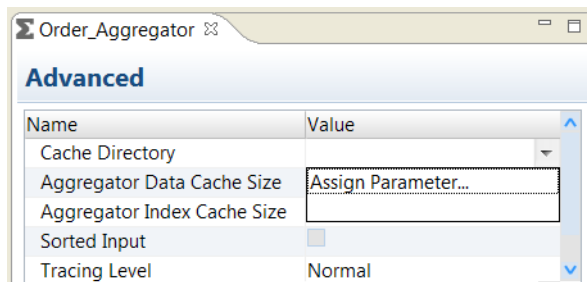 Order_Aggregator
Advanced
Name Value
Cache Directory
Aggregator Data Cache Size Assign Parameter...
Aggregator Index Cache Size
Sorted Input
Tracing Level Normal